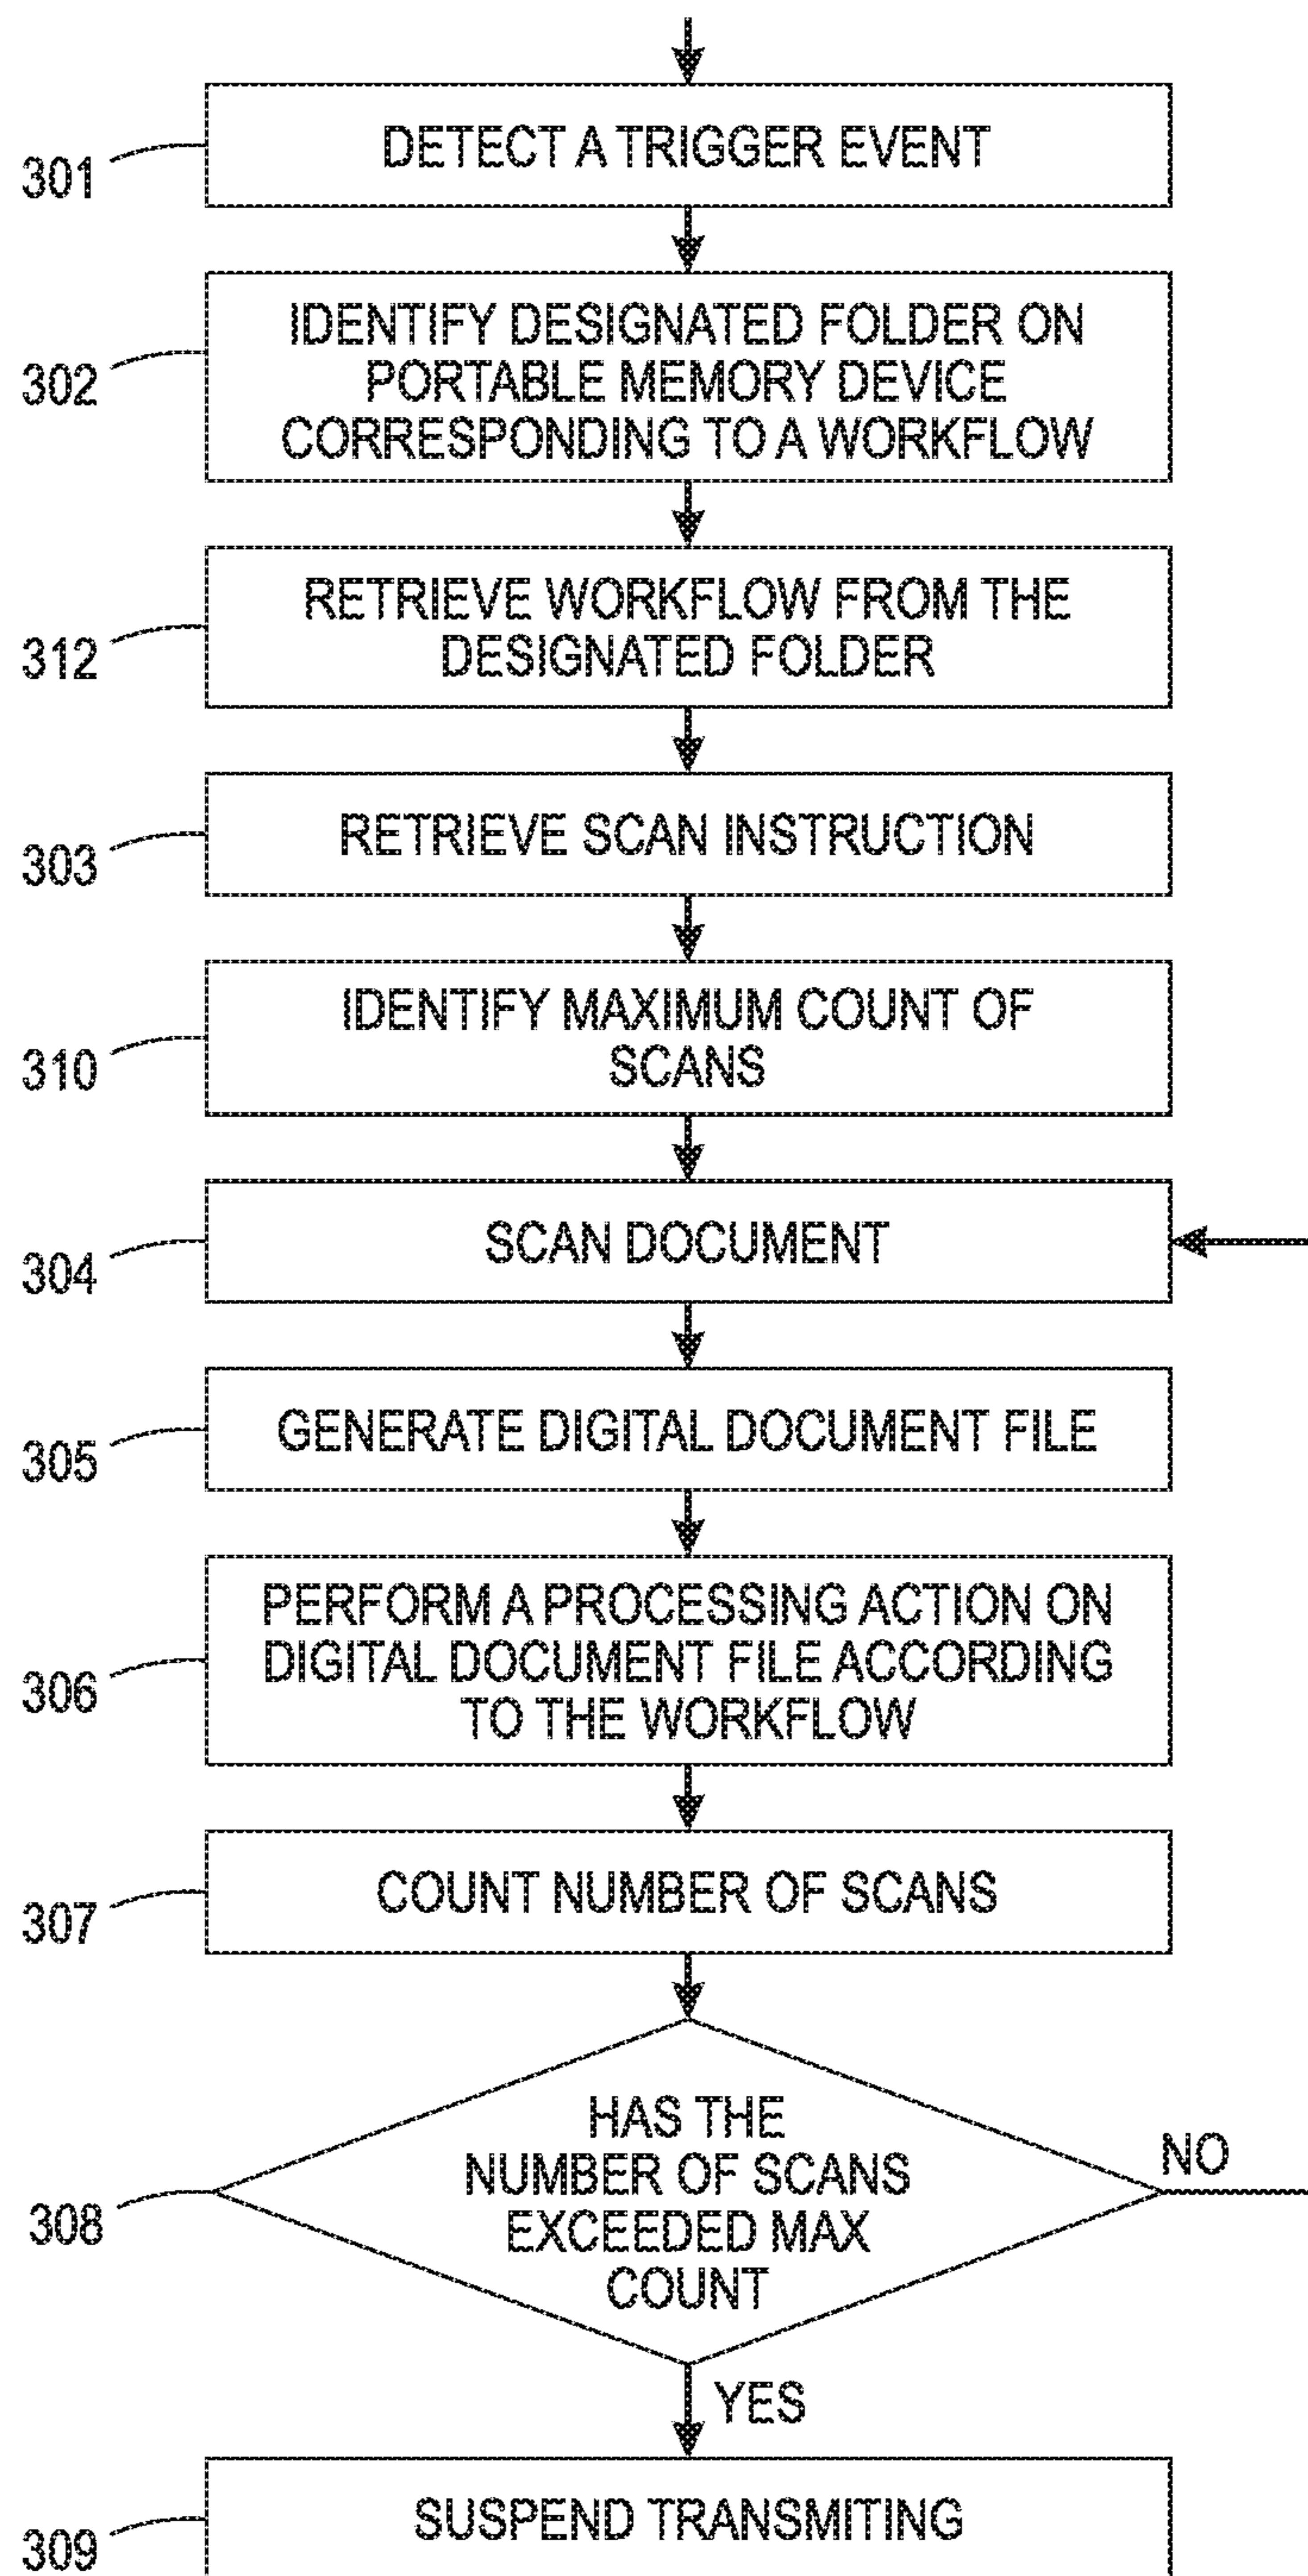 301
DETECT A TRIGGER EVENT
302
IDENTIFY DESIGNATED FOLDER ON
PORTABLE MEMORY DEVICE
CORRESPONDING TO A WORKFLOW
312
RETRIEVE WORKFLOW FROM THE
DESIGNATED FOLDER
303
RETRIEVE SCAN INSTRUCTION
310
IDENTIFY MAXIMUM COUNT OF
SCANS
304
SCAN DOCUMENT
305
GENERATE DIGITAL DOCUMENT FILE
306
PERFORM A PROCESSING ACTION ON
DIGITAL DOCUMENT FILE ACCORDING
TO THE WORKFLOW
307
COUNT NUMBER OF SCANS
308
HAS THE
NUMBER OF SCANS
EXCEEDED MAX
COUNT
NO
YES
309
SUSPEND TRANSMITING